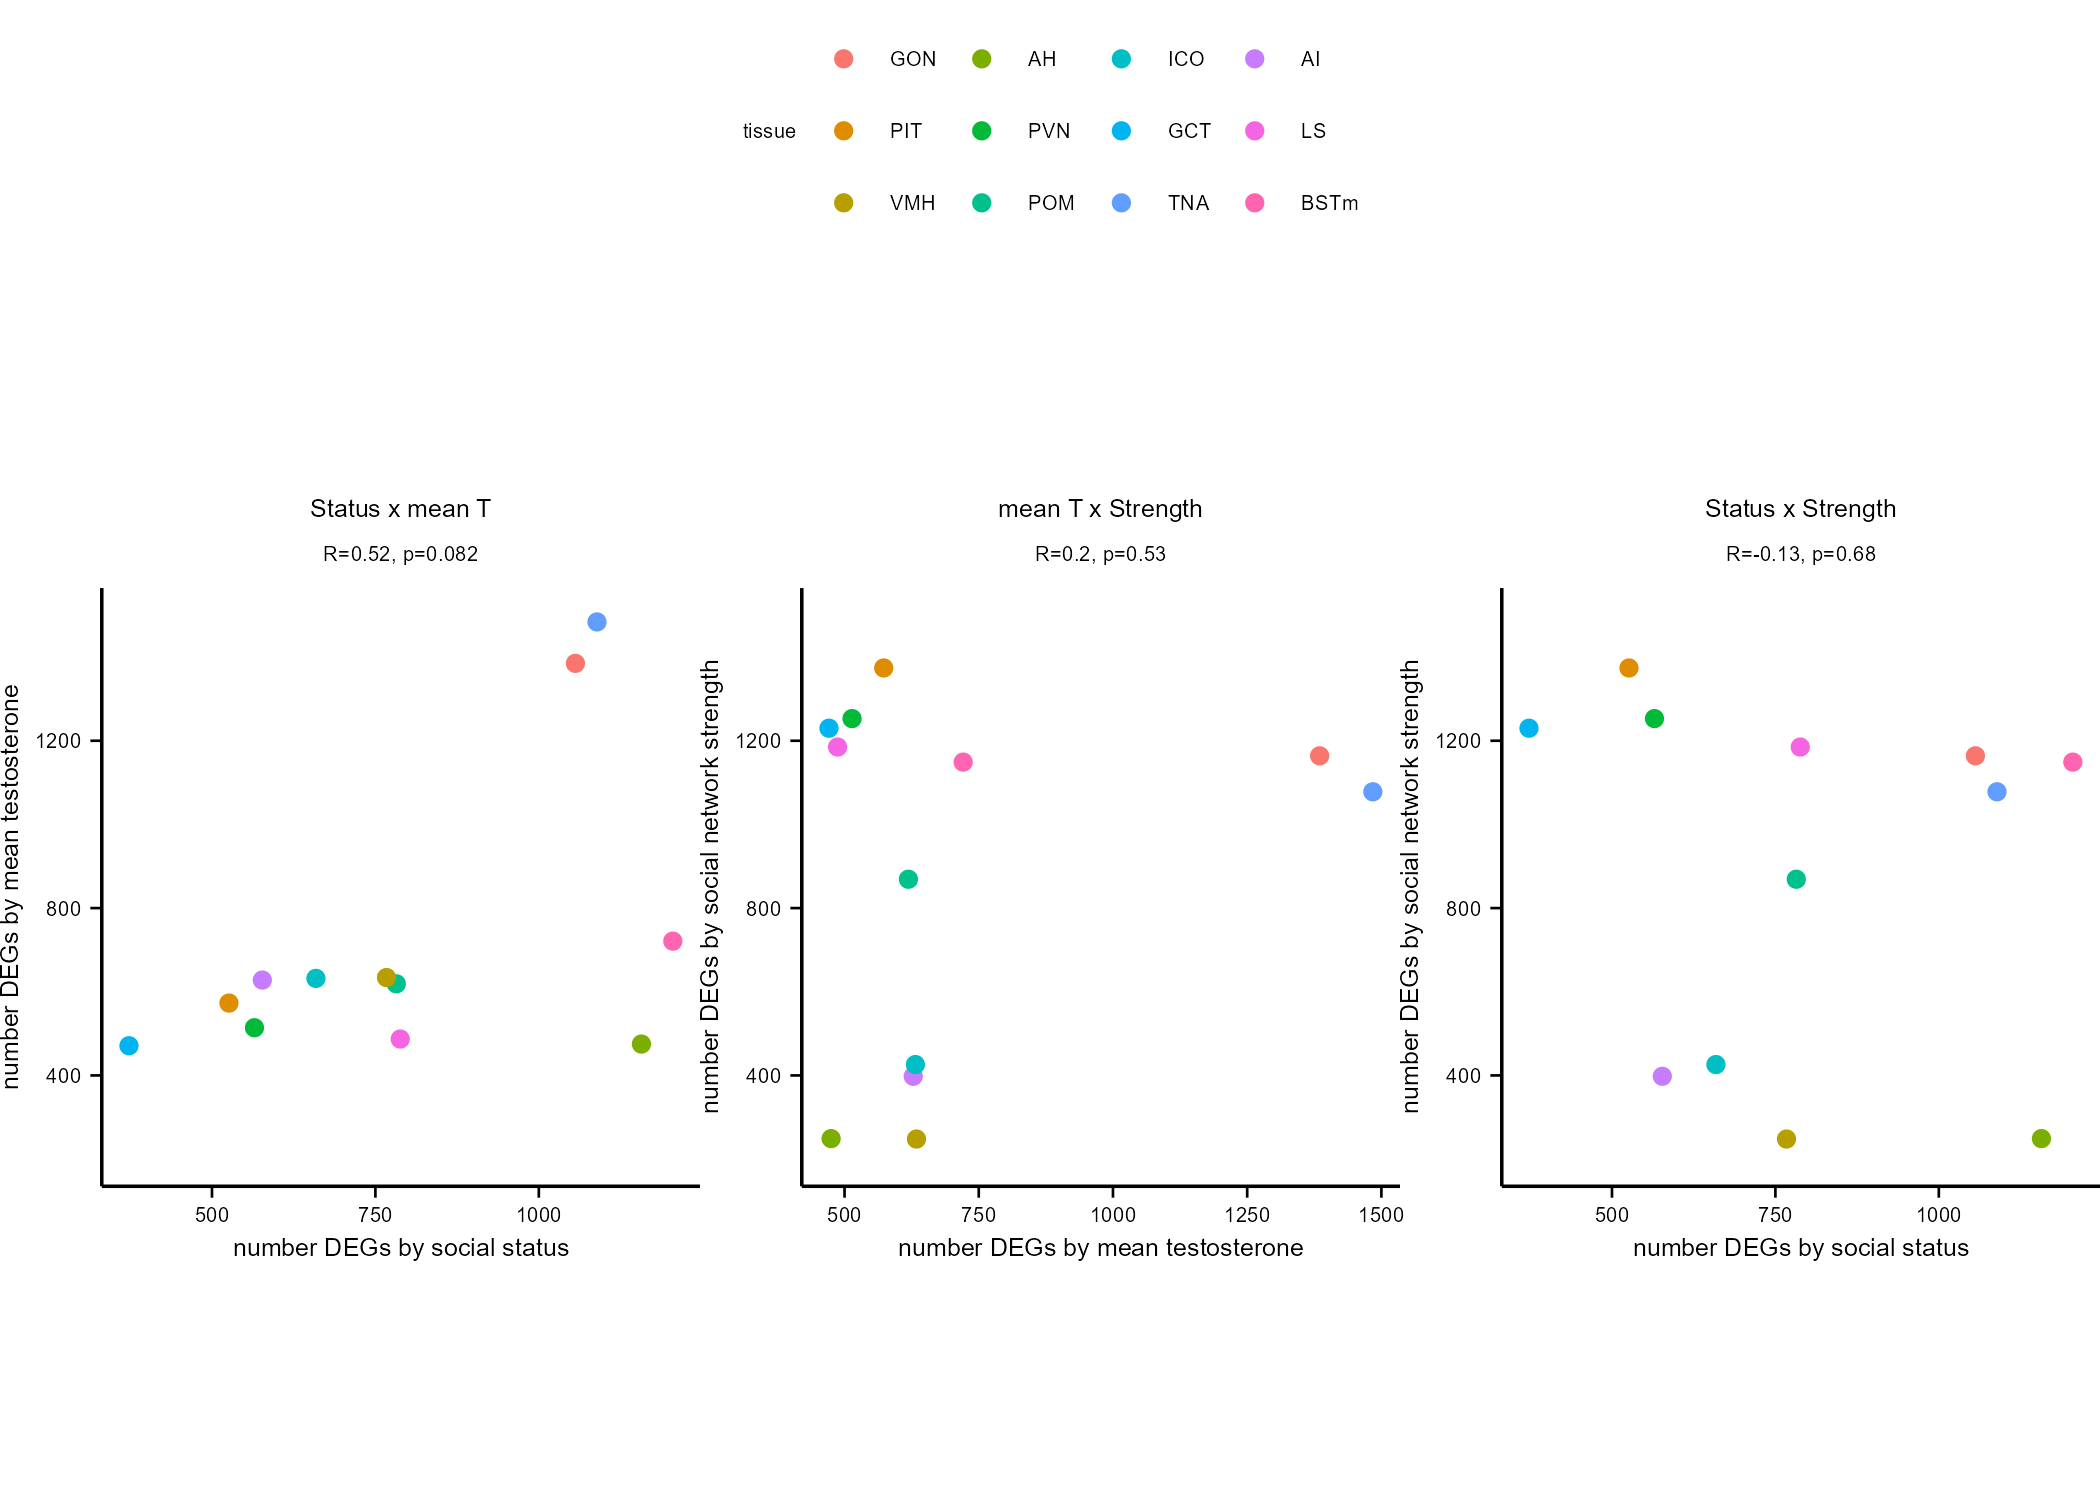 GON AH ICO AI
tissue PIT PVN GCT LS
VMH POM TNA BSTm
Status x mean T
R=0.52, p=0.082
number DEGs by mean testosterone
1200
800
400
500 750 1000
number DEGs by social status
mean T x Strength
R=0.2, p=0.53
number DEGs by social network strength
1200
800
400
500 750 1000 1250 1500
number DEGs by mean testosterone
Status x Strength
R=-0.13, p=0.68
number DEGs by social network strength
1200
800
400
500 750 1000
number DEGs by social status